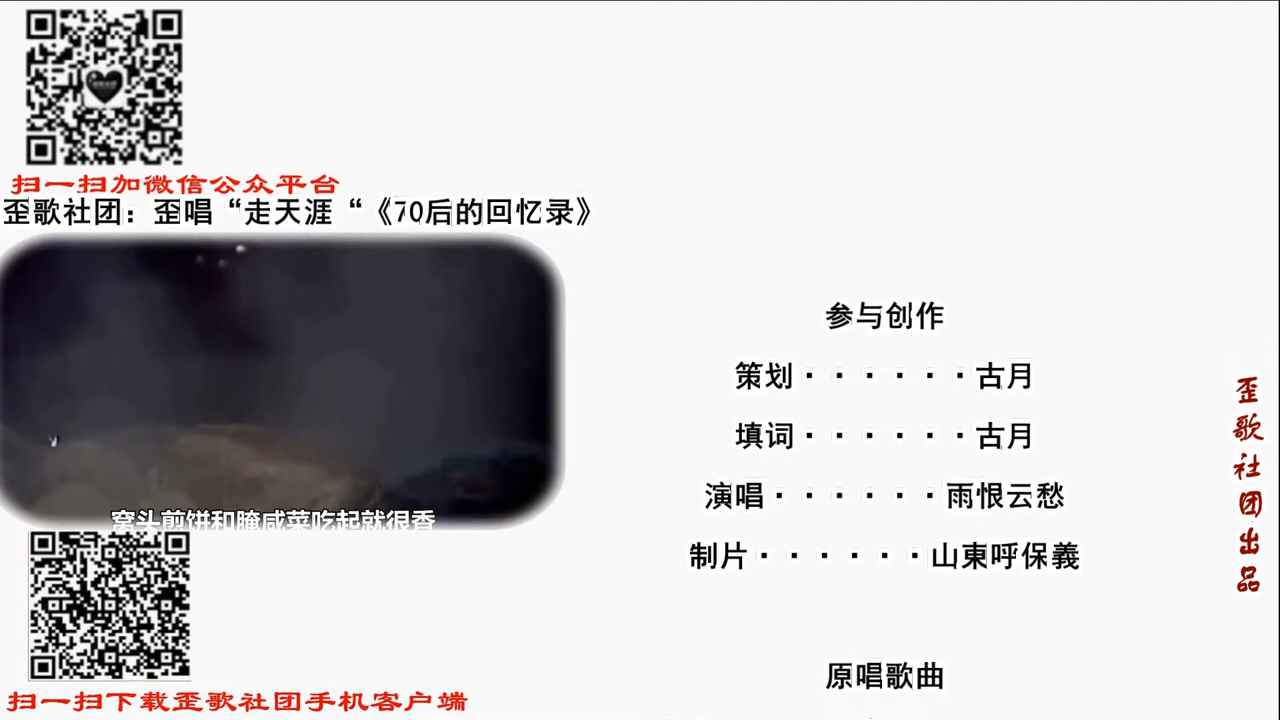 扫一扫加微信公众平台
歪歌社团：歪唱“走天涯“《70后的回忆录》
窝头煎饼和腌咸菜吃起就很香
扫一扫下载歪歌社团手机客户端
参与创作
策划······古月
填词······古月
演唱······雨恨云愁
制片······山東呼保義
原唱歌曲
歪歌社团出品